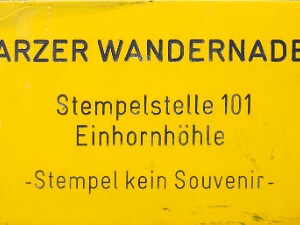 ARZER WANDERNADE
Stempelstelle 101
Einhornhöhle
-Stempel kein Souvenir-